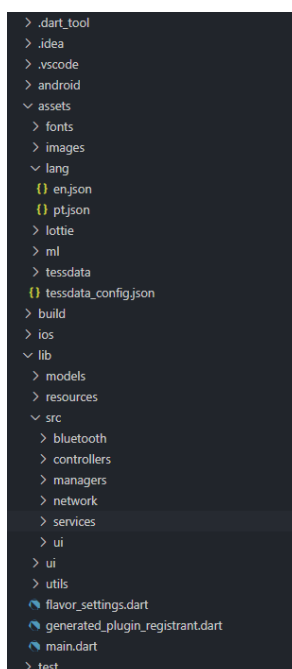 .dart_tool
.idea
.vscode
android
assets
fonts
images
lang
{} en.json
{} pt.json
lottie
ml
tessdata
{} tessdata_config.json
build
ios
lib
models
resources
src
bluetooth
controllers
managers
network
services
ui
ui
utils
flavor_settings.dart
generated_plugin_registrant.dart
main.dart
test